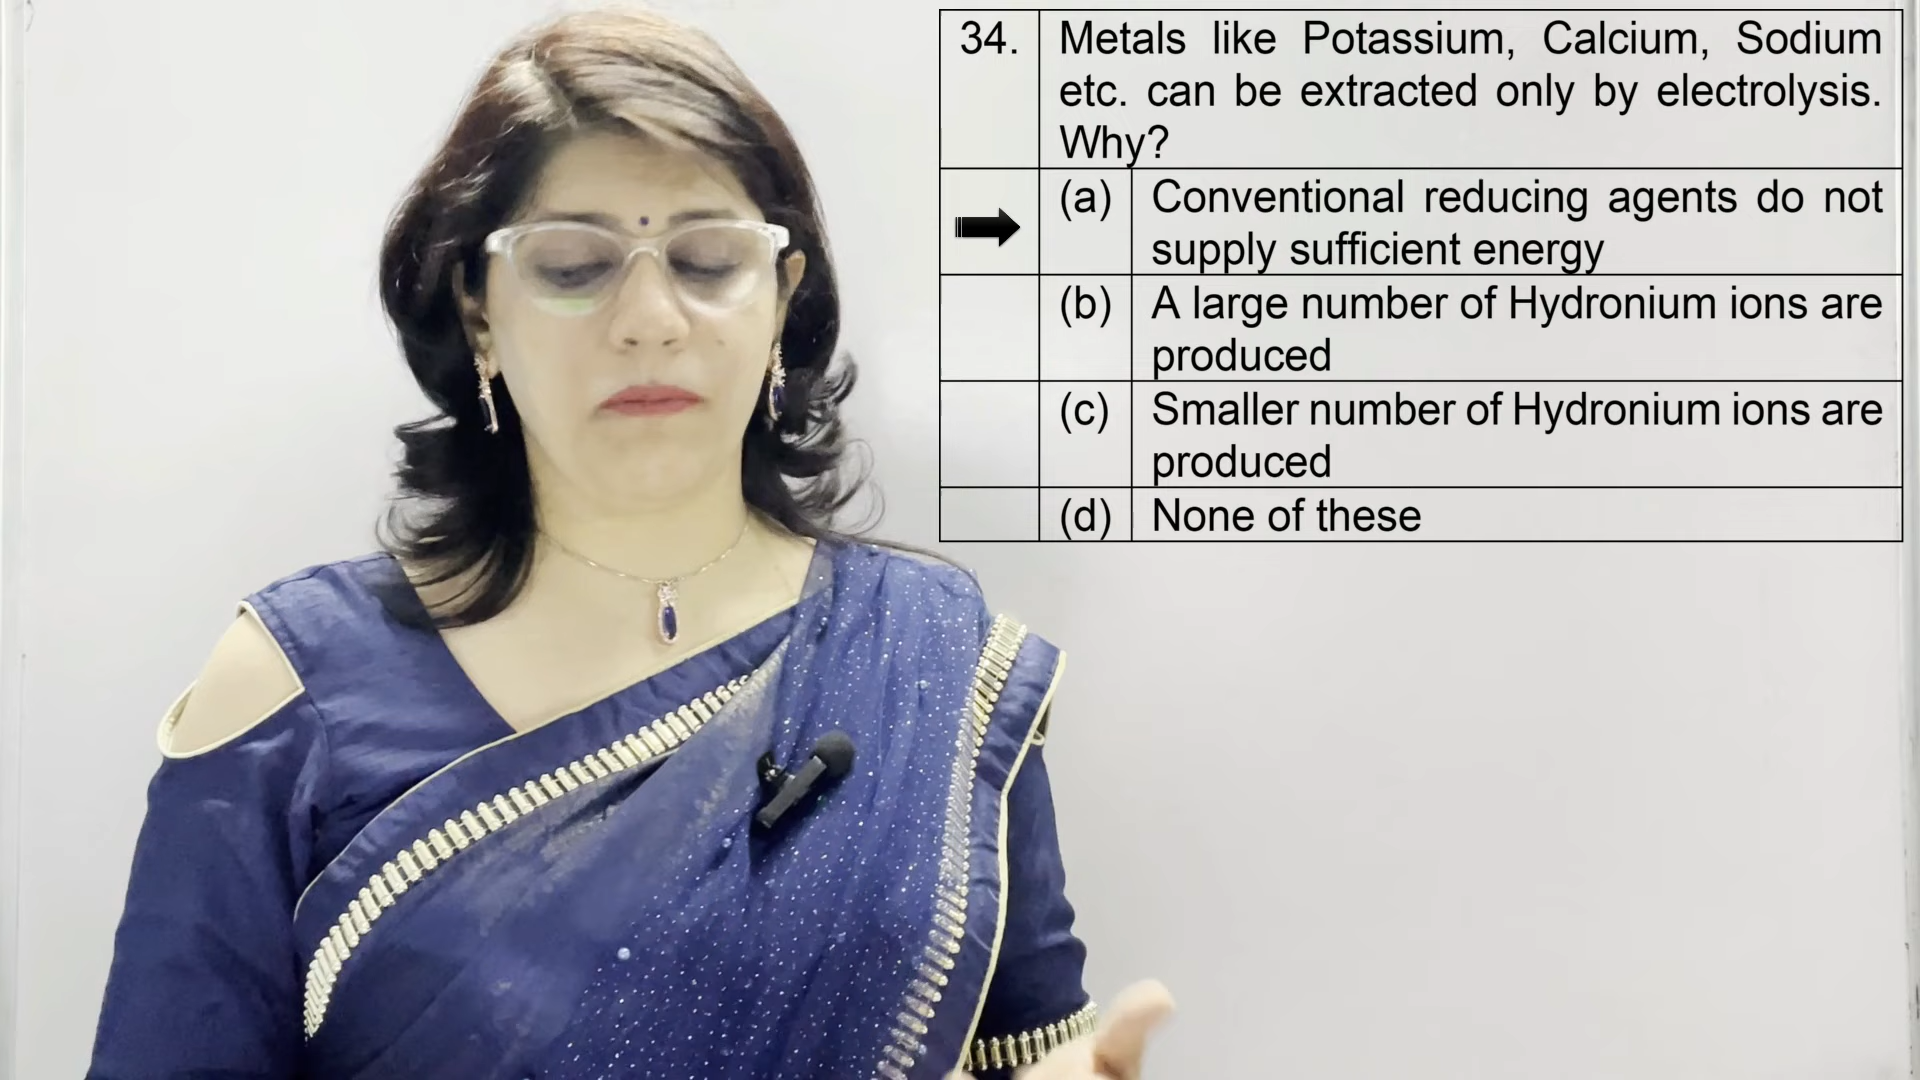 34. Metals like Potassium, Calcium, Sodium
etc. can be extracted only by electrolysis.
Why?
(a) Conventional reducing agents do not
supply sufficient energy
(b) A large number of Hydronium ions are
produced
(c) Smaller number of Hydronium ions are
produced
(d) None of these